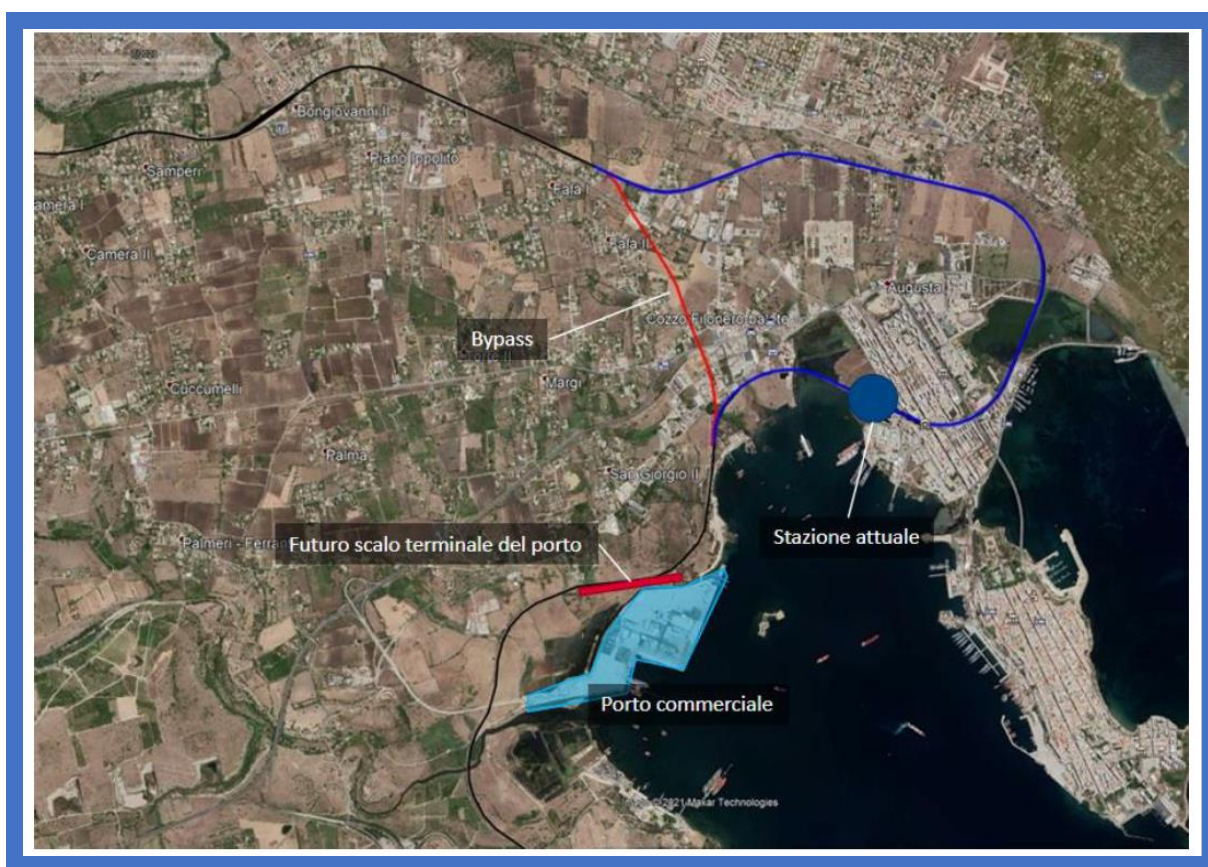 Bongiovanni II
Samperi
Piano Ippolito
Fala
Camera II
Fala II
Augusta
Bypass
Cuccumelli
Margi
Palma
San Giorgio II
Stazione attuale
Palmeri - Ferran
Futuro scalo terminale del porto
Porto commerciale
2021 Maxar Technologies